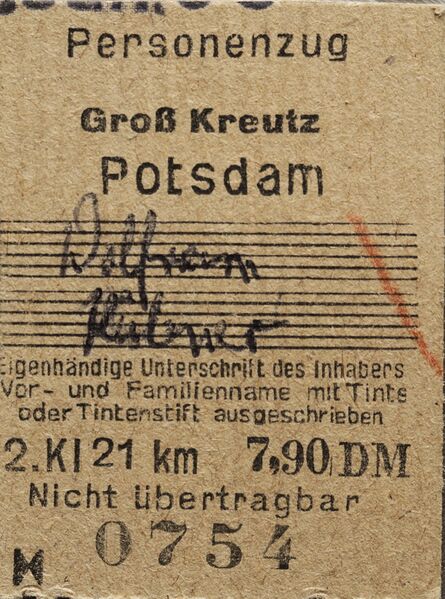 Personenzug
Groß Kreutz
Potsdam
Wolfram
Eigenhändige Unterschrift des Inhabers
Vor- und Familienname mit Tinte
oder Tintenstift ausgeschrieben
2.Kl 21 km 7,90 DM
Nicht übertragbar
0754